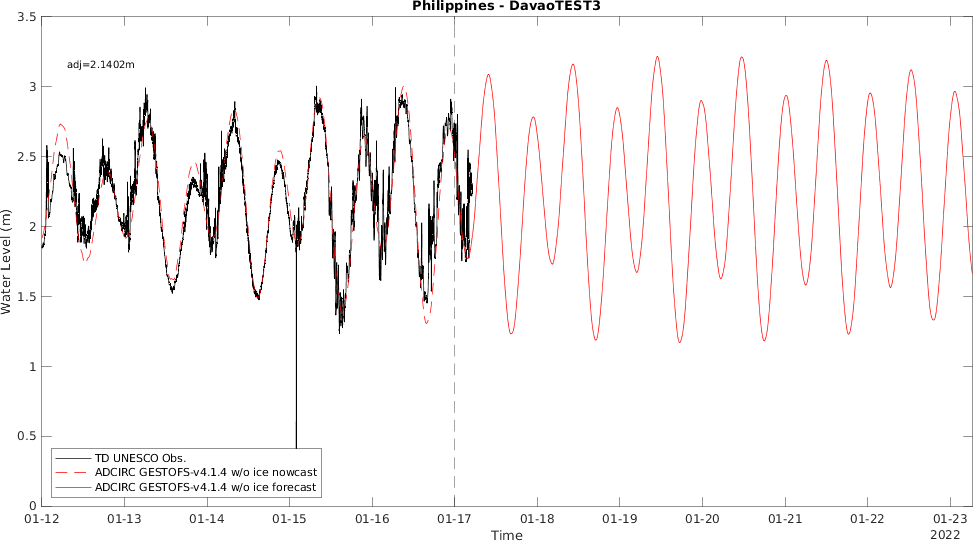 Philippines - DavaoTEST3
3.5
adj=2.1402m
3
2.5
2
1.5
1
0.5
0
Water Level (m)
TD UNESCO Obs.
ADCIRC GESTOFS-v4.1.4 w/o ice nowcast
ADCIRC GESTOFS-v4.1.4 w/o ice forecast
01-12 01-13 01-14 01-15 01-16 01-17 01-18 01-19 01-20 01-21 01-22 01-23
Time
2022